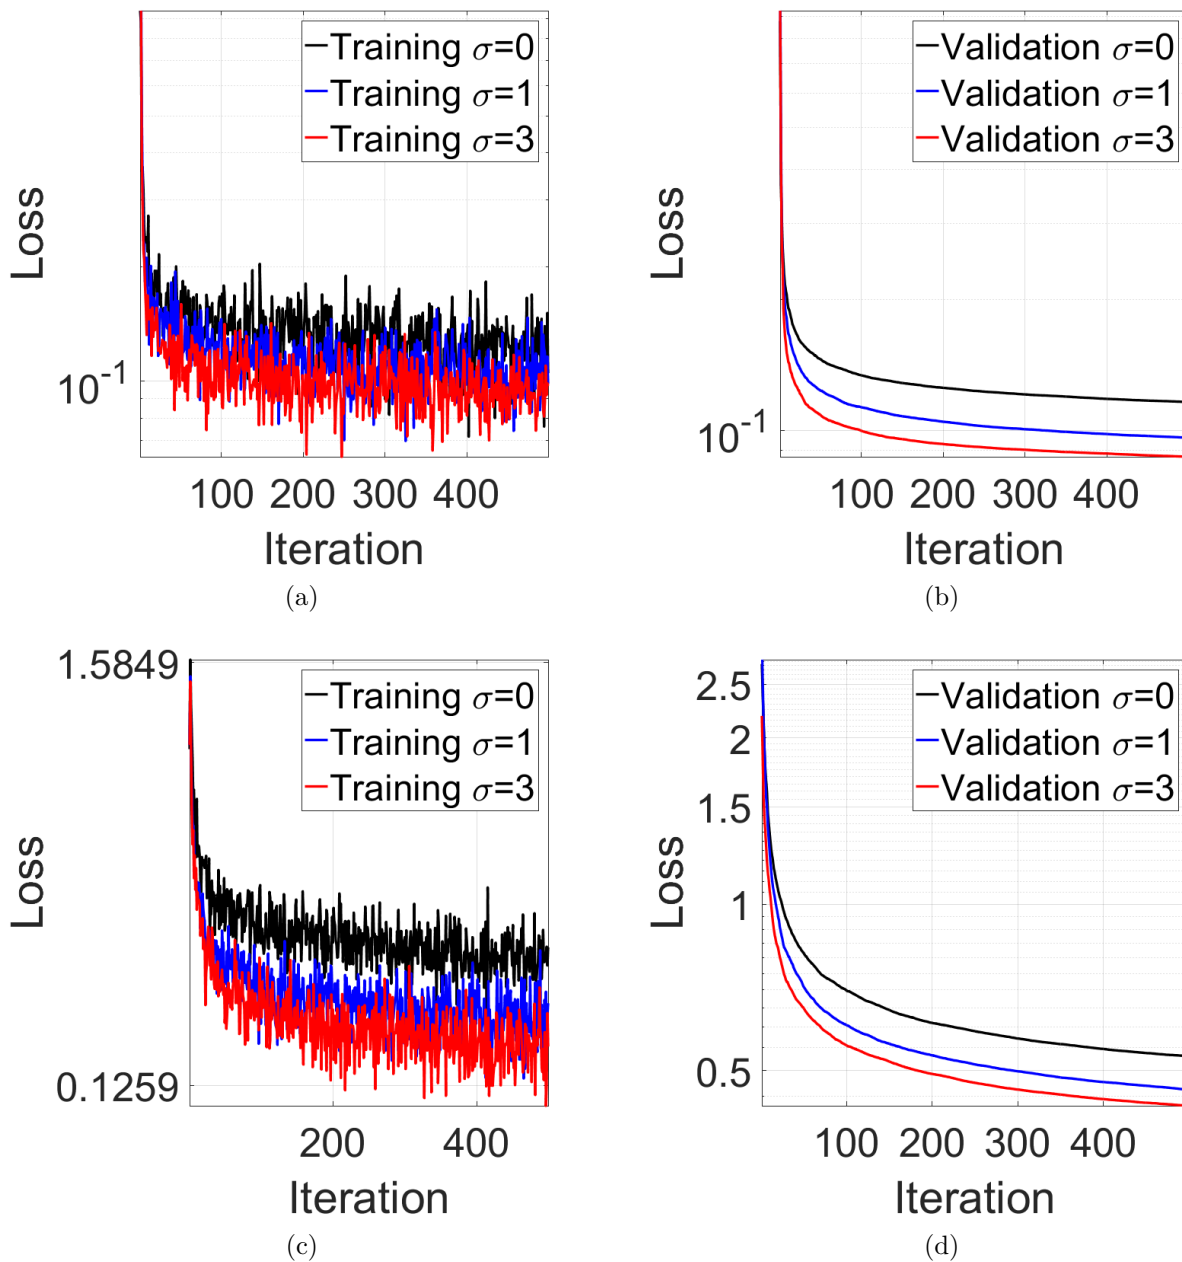 Training σ=0
Training σ=1
Training σ=3
Loss
10⁻¹
100 200 300 400
Iteration
(a)
Validation σ=0
Validation σ=1
Validation σ=3
Loss
10⁻¹
100 200 300 400
Iteration
(b)
1.5849
Training σ=0
Training σ=1
Training σ=3
Loss
0.1259
200 400
Iteration
(c)
2.5
Validation σ=0
2
Validation σ=1
Validation σ=3
1.5
Loss
1
0.5
100 200 300 400
Iteration
(d)